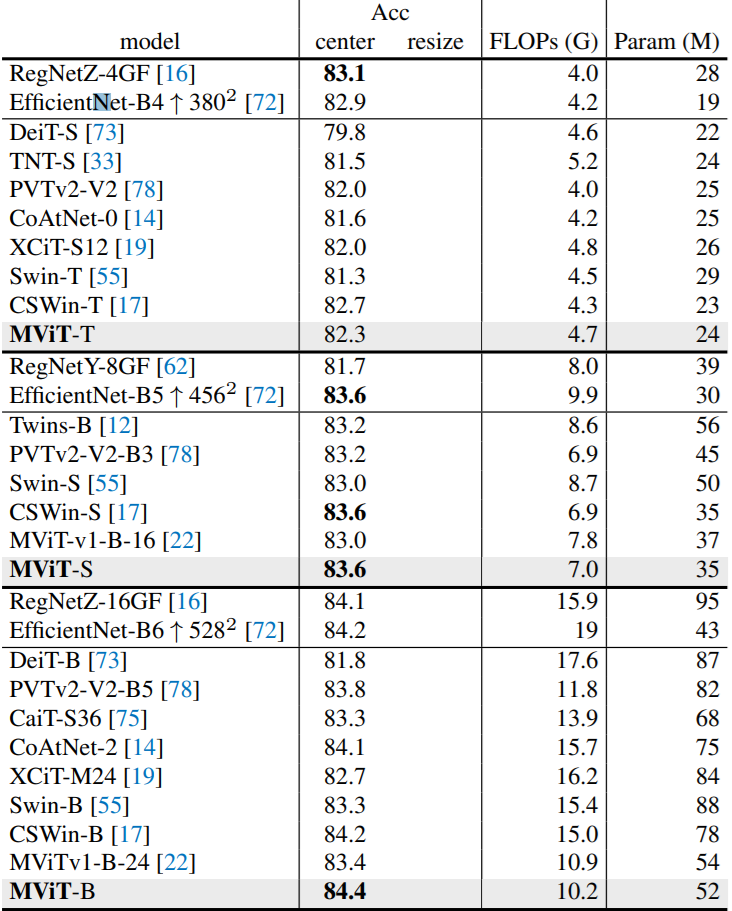 Acc
model center resize FLOPs (G) Param (M)
RegNetZ-4GF [16] 83.1 4.0 28
EfficientNet-B4 ↑ 380² [72] 82.9 4.2 19
DeiT-S [73] 79.8 4.6 22
TNT-S [33] 81.5 5.2 24
PVTv2-V2 [78] 82.0 4.0 25
CoAtNet-0 [14] 81.6 4.2 25
XCiT-S12 [19] 82.0 4.8 26
Swin-T [55] 81.3 4.5 29
CSWin-T [17] 82.7 4.3 23
MViT-T 82.3 4.7 24
RegNetY-8GF [62] 81.7 8.0 39
EfficientNet-B5 ↑ 456² [72] 83.6 9.9 30
Twins-B [12] 83.2 8.6 56
PVTv2-V2-B3 [78] 83.2 6.9 45
Swin-S [55] 83.0 8.7 50
CSWin-S [17] 83.6 6.9 35
MViT-v1-B-16 [22] 83.0 7.8 37
MViT-S 83.6 7.0 35
RegNetZ-16GF [16] 84.1 15.9 95
EfficientNet-B6 ↑ 528² [72] 84.2 19 43
DeiT-B [73] 81.8 17.6 87
PVTv2-V2-B5 [78] 83.8 11.8 82
CaiT-S36 [75] 83.3 13.9 68
CoAtNet-2 [14] 84.1 15.7 75
XCiT-M24 [19] 82.7 16.2 84
Swin-B [55] 83.3 15.4 88
CSWin-B [17] 84.2 15.0 78
MViTv1-B-24 [22] 83.4 10.9 54
MViT-B 84.4 10.2 52